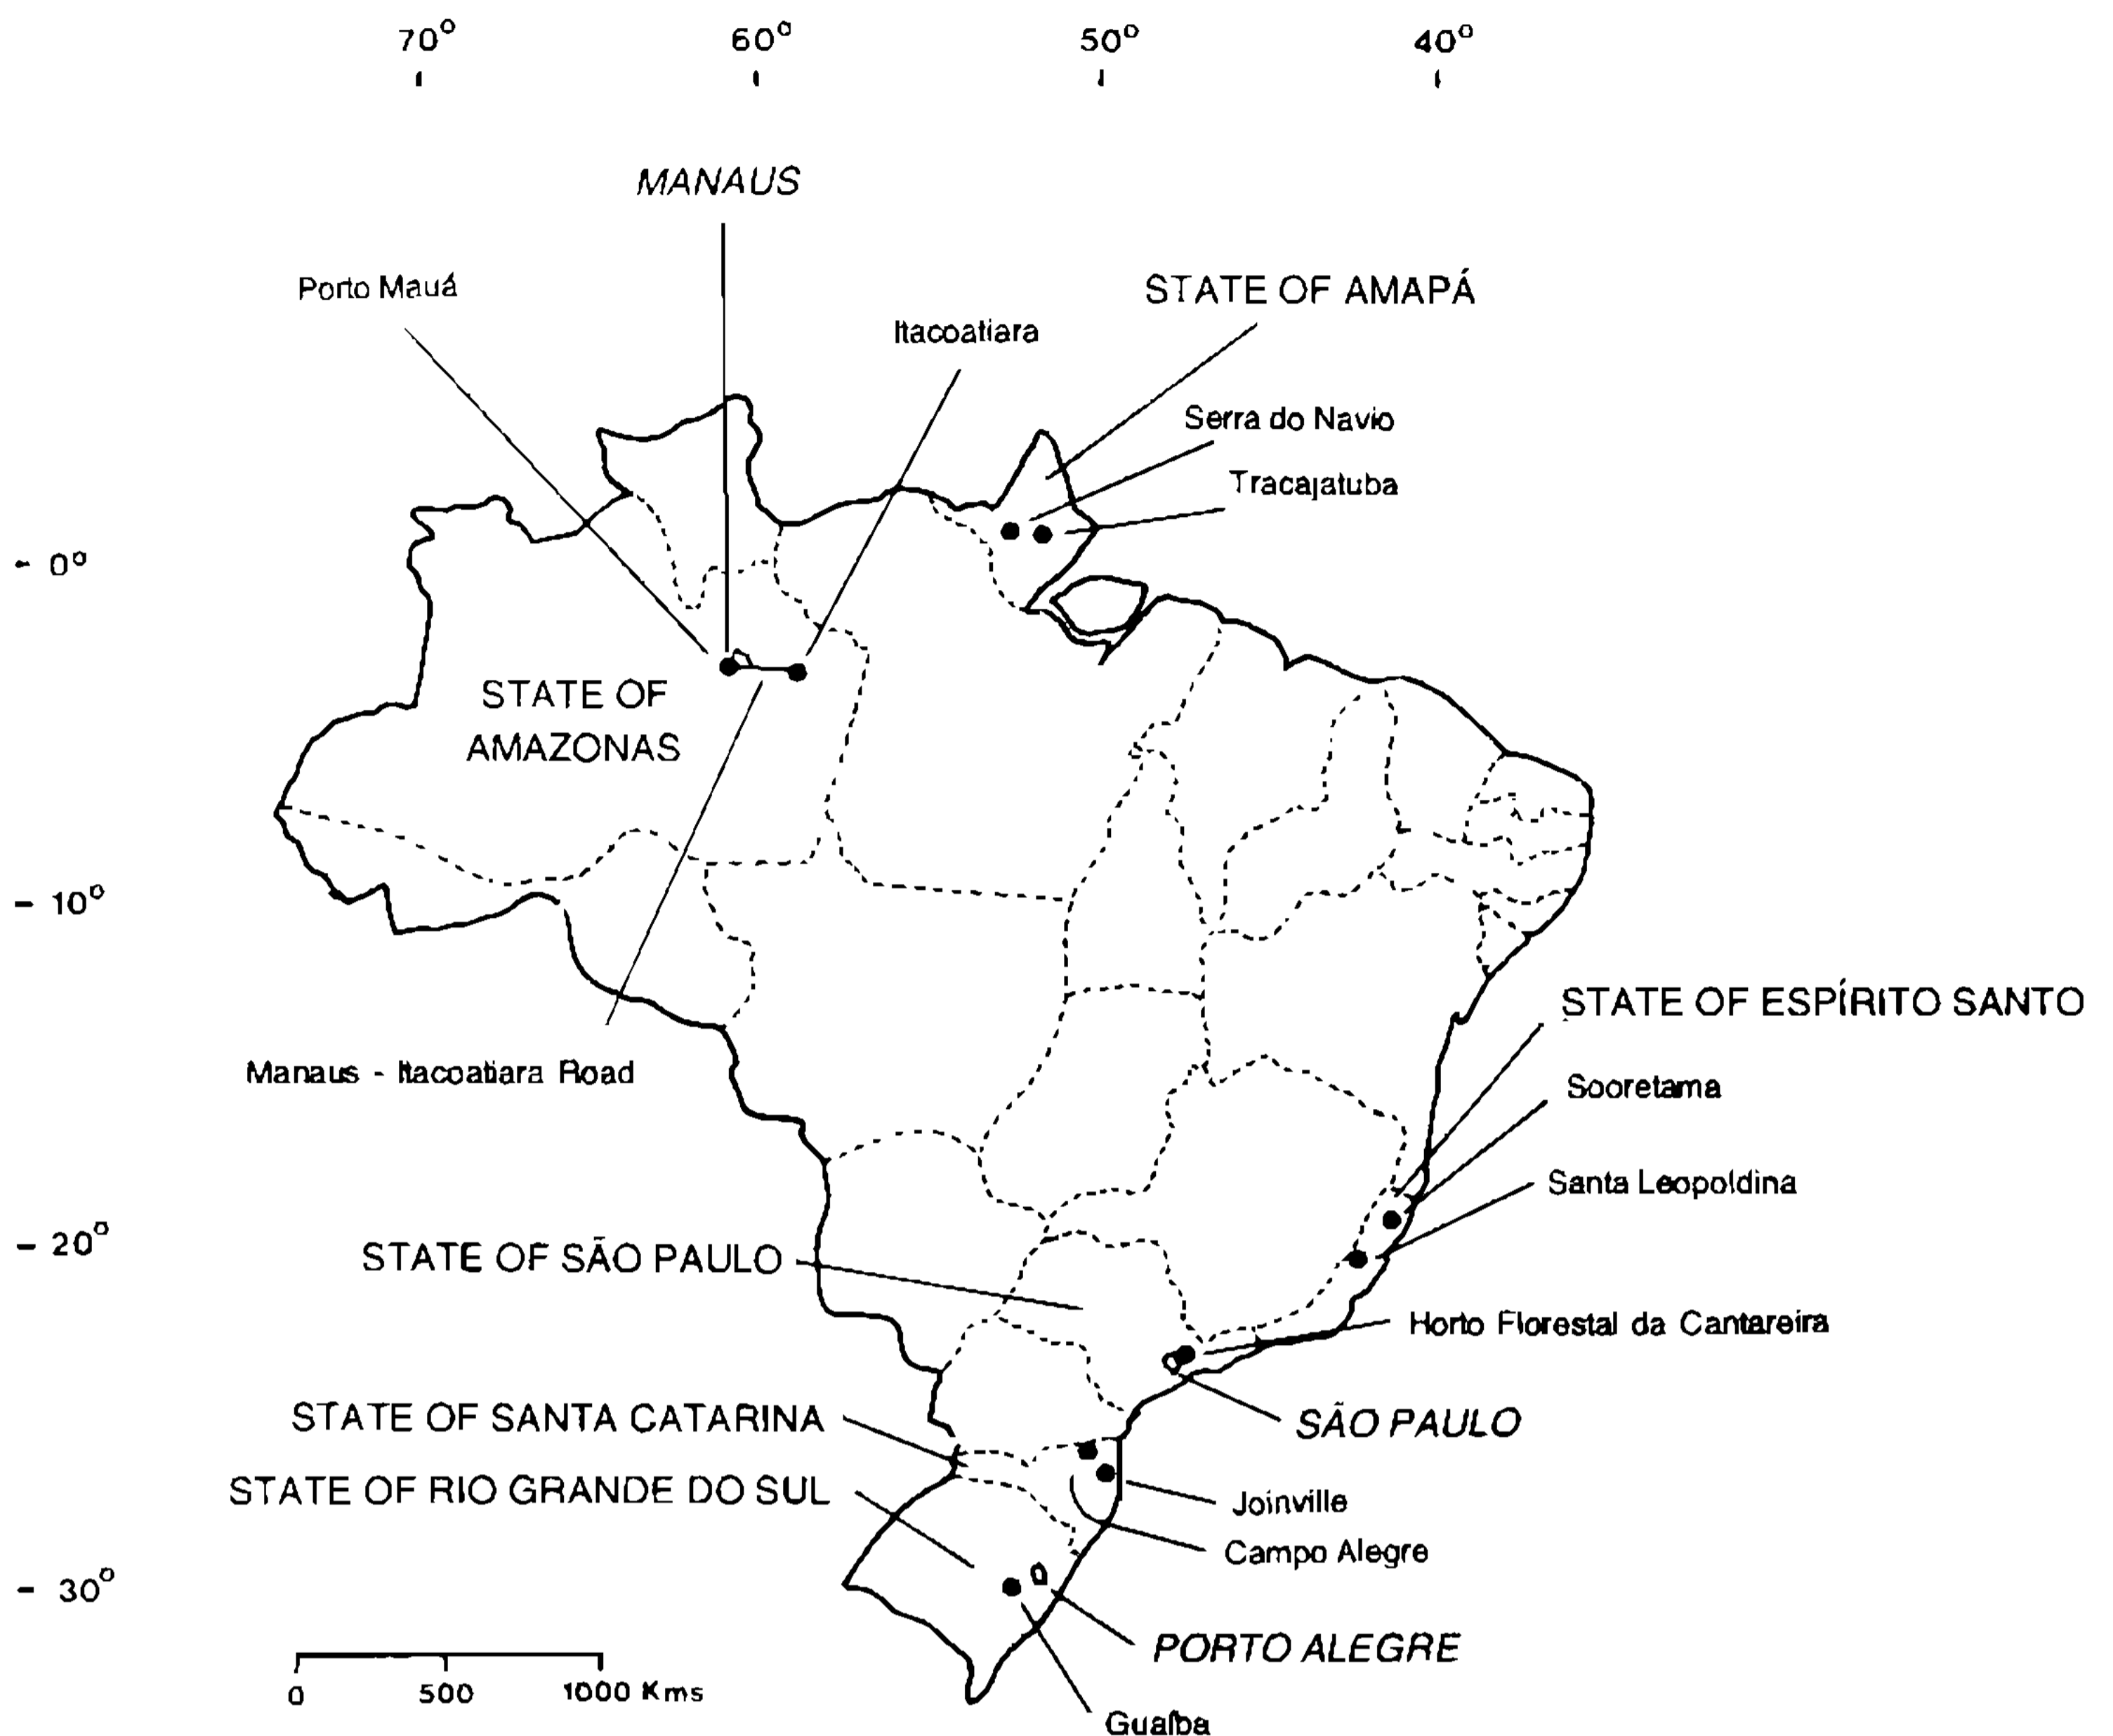 70° 60° 50° 40°
MANAUS
Porto Mauá
STATE OF AMAPÁ
Itacoatiara
Serra do Navio
Tracajatuba
- 0°
STATE OF
AMAZONAS
- 10°
STATE OF ESPÍRITO SANTO
Manaus - Itacoatiara Road
Sooretama
Santa Leopoldina
- 20°
STATE OF SÃO PAULO
Horto Florestal da Cantareira
STATE OF SANTA CATARINA
SÃO PAULO
STATE OF RIO GRANDE DO SUL
Joinville
Campo Alegre
- 30°
PORTO ALEGRE
0 500 1000 Kms
Guaíba